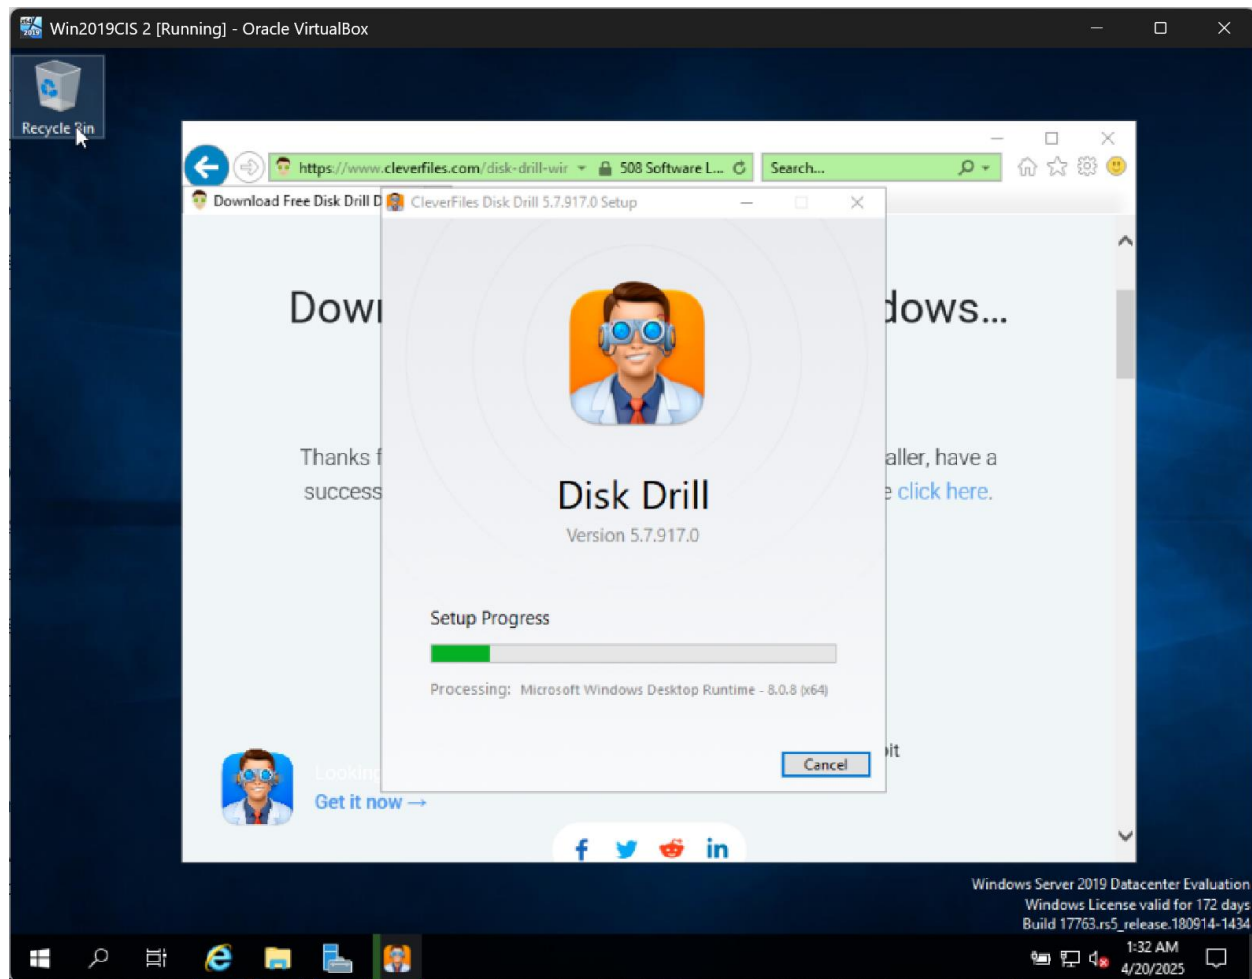 Win2019CIS 2 [Running] - Oracle VirtualBox
Recycle Bin
https://www.cleverfiles.com/disk-drill-wir
508 Software L...
Search...
Download Free Disk Drill D
CleverFiles Disk Drill 5.7.917.0 Setup
Down
dows...
Thanks f
aller, have a
success
e click here.
Disk Drill
Version 5.7.917.0
Setup Progress
Processing: Microsoft Windows Desktop Runtime - 8.0.8 (x64)
bit
Cancel
Looking
Get it now →
f
in
Windows Server 2019 Datacenter Evaluation
Windows License valid for 172 days
Build 17763.rs5_release.180914-1434
1:32 AM
4/20/2025